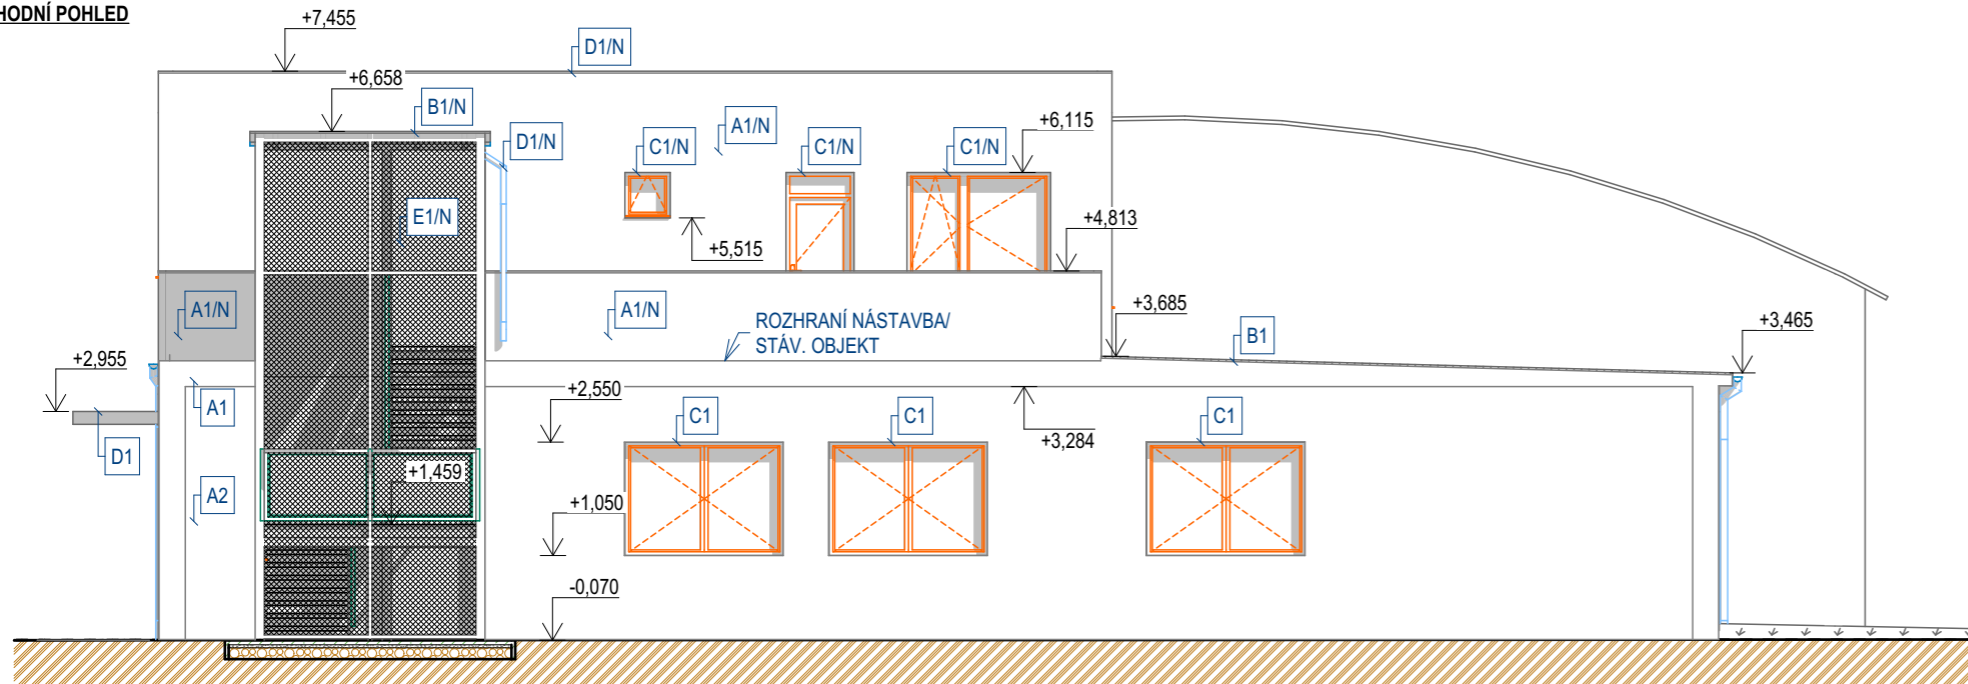 HODNÍ POHLED
+7,455
D1/N
+6,658
B1/N
D1/N
A1/N
+6,115
C1/N
C1/N
C1/N
E1/N
+4,813
+5,515
A1/N
A1/N
ROZHRANÍ NÁSTAVBA/
STÁV. OBJEKT
+3,685
+3,465
B1
+2,955
+2,550
A1
C1
C1
C1
+3,284
D1
+1,459
A2
+1,050
-0,070